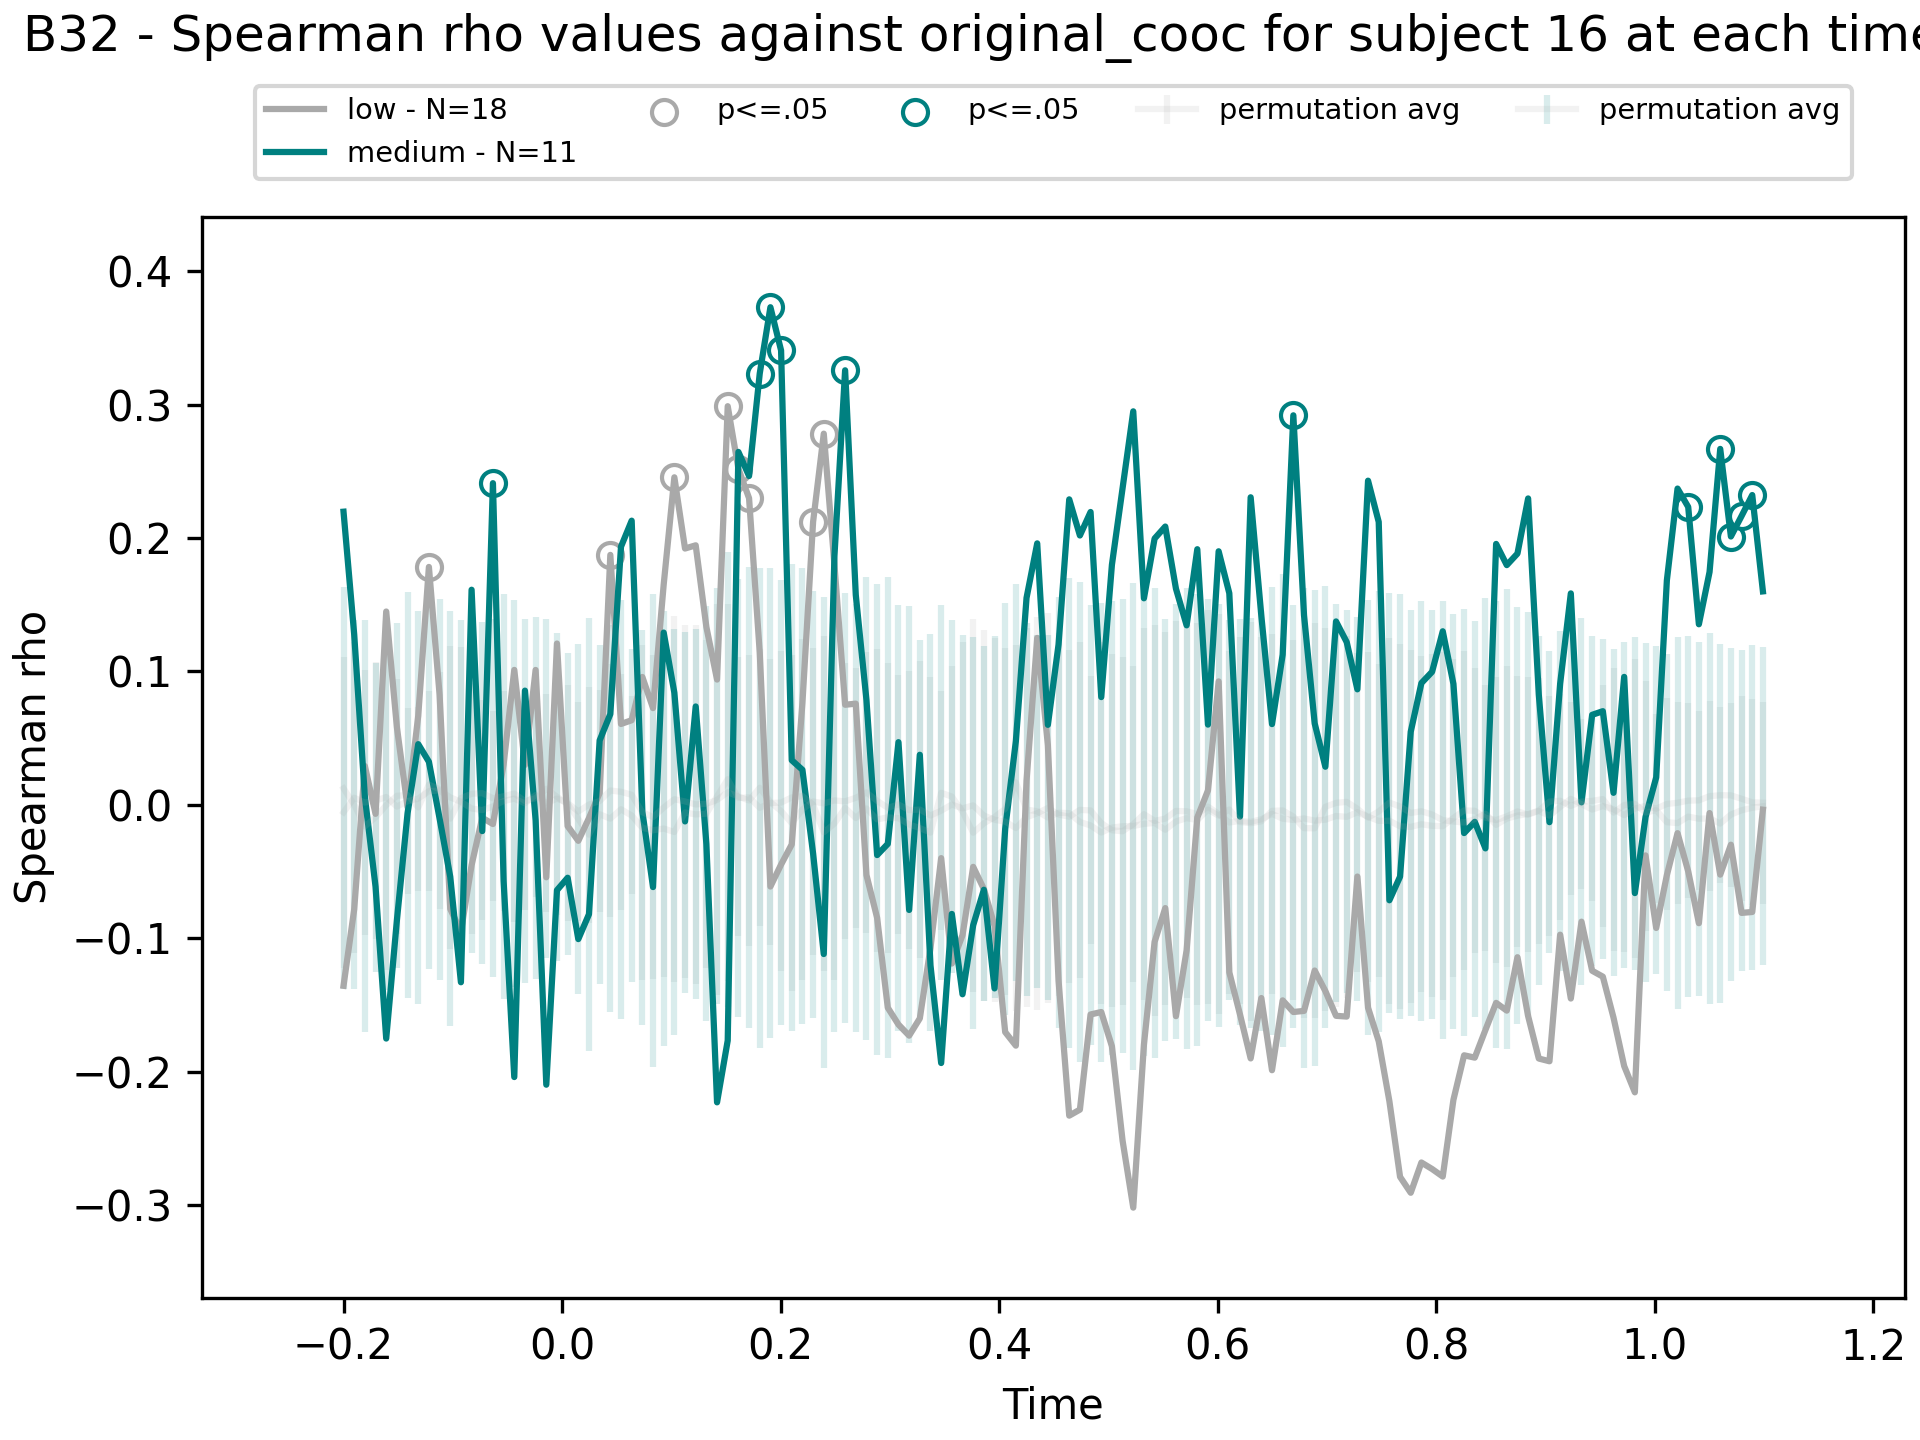 B32 - Spearman rho values against original_cooc for subject 16 at each time
low - N=18
medium - N=11
p<=.05
p<=.05
permutation avg
permutation avg
Spearman rho
0.4
0.3
0.2
0.1
0.0
−0.1
−0.2
−0.3
−0.2 0.0 0.2 0.4 0.6 0.8 1.0 1.2
Time